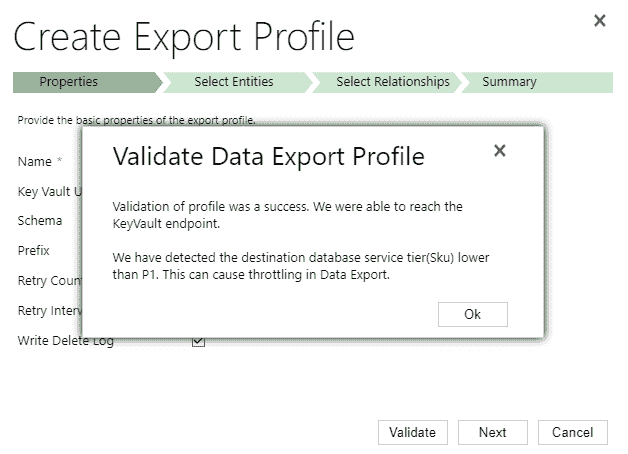 Create Export Profile
Properties
Select Entities
Select Relationships
Summary
Provide the basic properties of the export profile.
Name *
Key Vault U
Schema
Prefix
Retry Coun
Retry Interv
Write Delete Log
Validate Data Export Profile
Validation of profile was a success. We were able to reach the
KeyVault endpoint.
We have detected the destination database service tier(Sku) lower
than P1. This can cause throttling in Data Export.
Ok
Validate
Next
Cancel